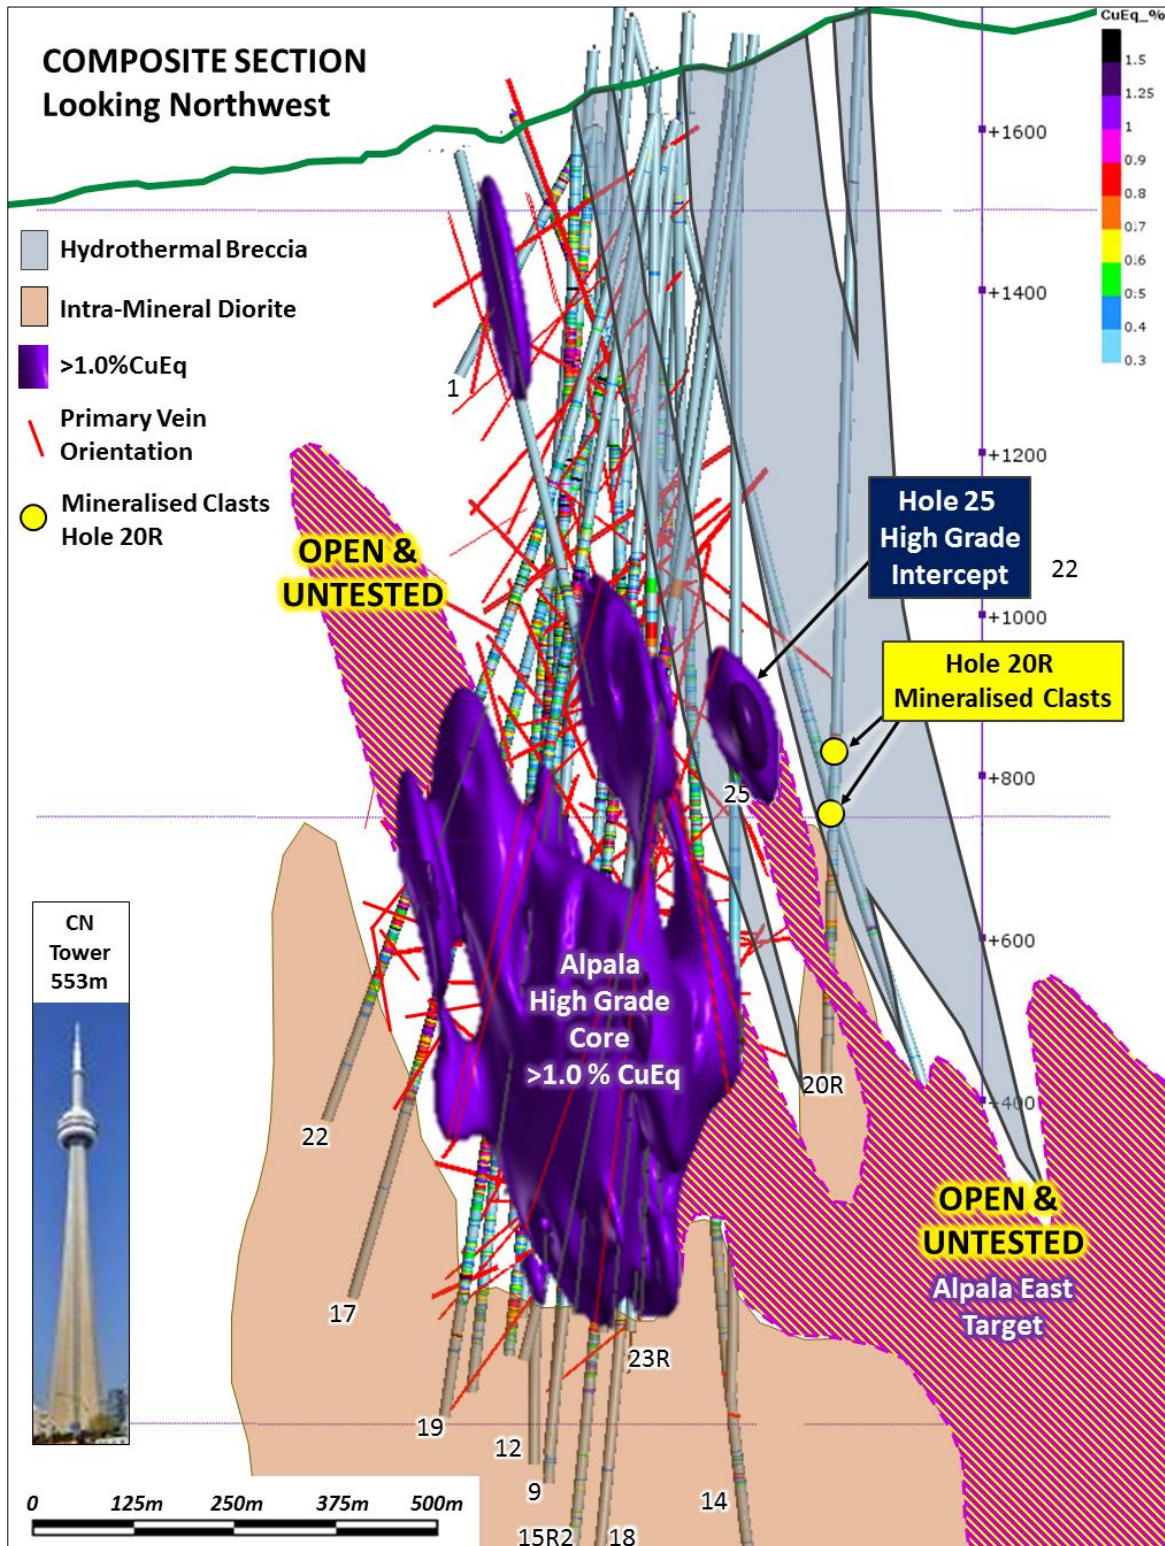 COMPOSITE SECTION
Looking Northwest
Hydrothermal Breccia
Intra-Mineral Diorite
>1.0%CuEq
Primary Vein
Orientation
Mineralised Clasts
Hole 20R
CuEq_%
1.5
1.25
1
0.9
0.8
0.7
0.6
0.5
0.4
0.3
+1600
+1400
+1200
+1000
+800
+600
+400
1
OPEN &
UNTESTED
Hole 25
High Grade
Intercept
22
Hole 20R
Mineralised Clasts
25
Alpala
High Grade
Core
>1.0 % CuEq
20R
22
OPEN &
UNTESTED
Alpala East
Target
17
23R
19
12
9
14
15R2
18
CN
Tower
553m
0
125m
250m
375m
500m